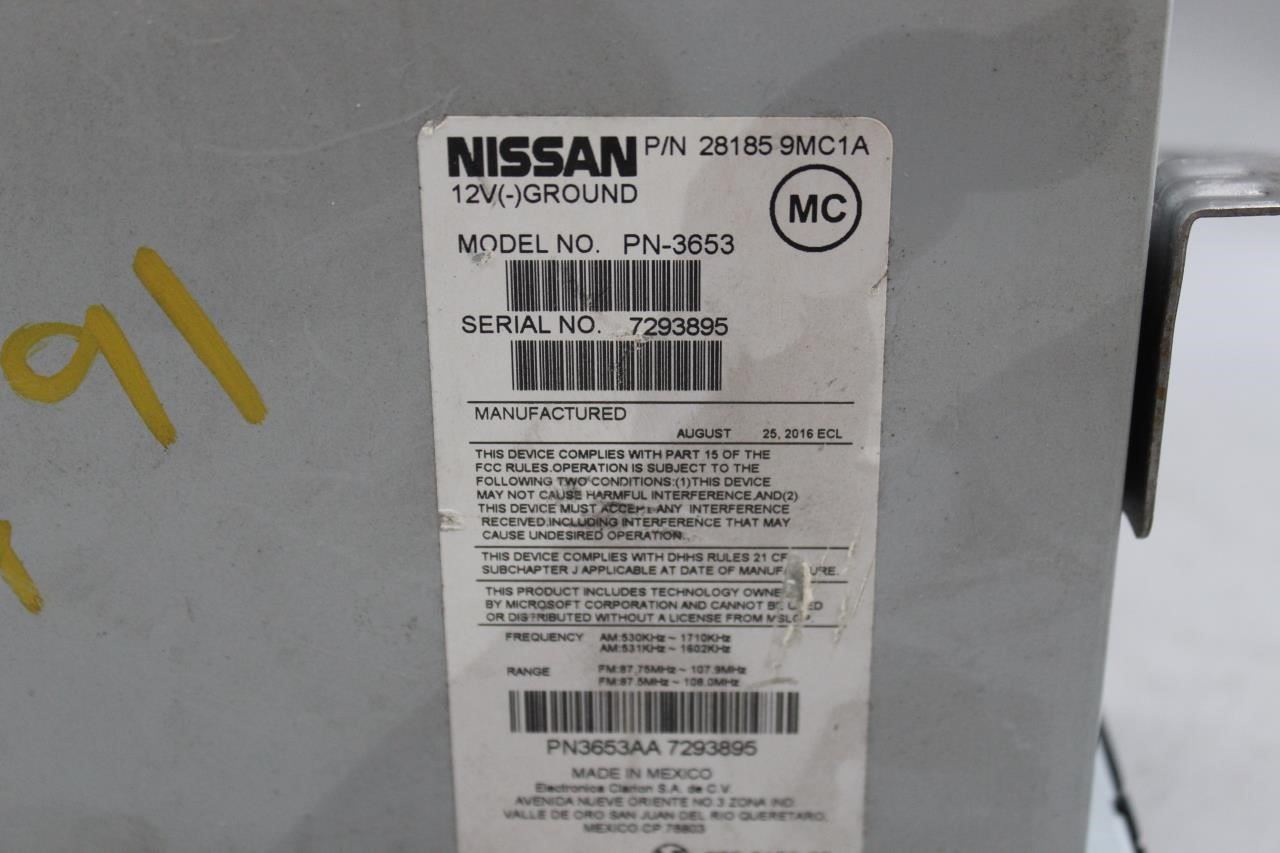 NISSAN P/N 28185 9MC1A
12V(-)GROUND
MC
MODEL NO. PN-3653
SERIAL NO. 7293895
MANUFACTURED
AUGUST 25, 2016 ECL
THIS DEVICE COMPLIES WITH PART 15 OF THE
FCC RULES.OPERATION IS SUBJECT TO THE
FOLLOWING TWO CONDITIONS:(1)THIS DEVICE
MAY NOT CAUSE HARMFUL INTERFERENCE,AND(2)
THIS DEVICE MUST ACCEPT ANY INTERFERENCE
RECEIVED,INCLUDING INTERFERENCE THAT MAY
CAUSE UNDESIRED OPERATION.
THIS DEVICE COMPLIES WITH DHHS RULES 21 CF
SUBCHAPTER J APPLICABLE AT DATE OF MANUFACTURE.
THIS PRODUCT INCLUDES TECHNOLOGY OWNE
BY MICROSOFT CORPORATION AND CANNOT BE USED
OR DISTRIBUTED WITHOUT A LICENSE FROM MSLGP.
FREQUENCY AM:530KHz~ 1710KHz
AM:531KHz~ 1602KHz
RANGE FM:87.75MHz~ 107.9MHz
FM:87.5MHz~ 108.0MHz
PN3653AA 7293895
MADE IN MEXICO
Electronica Clarion S.A. de C.V.
AVENIDA NUEVE ORIENTE NO.3 ZONA IND.
VALLE DE ORO SAN JUAN DEL RIO QUERETARO,
MEXICO CP 76803
91